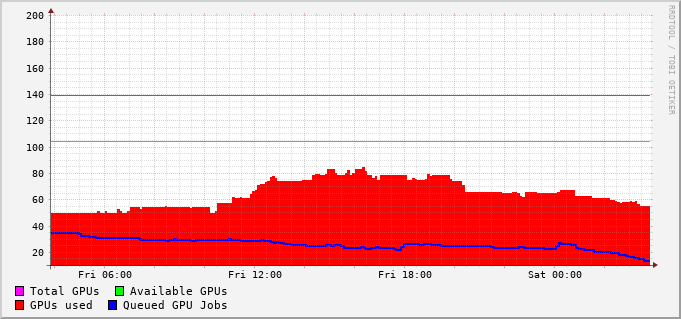 200
180
160
140
120
100
80
60
40
20
Fri 06:00 Fri 12:00 Fri 18:00 Sat 00:00
Total GPUs Available GPUs
GPUs used Queued GPU Jobs
RRDTOOL / TOBI OETIKER